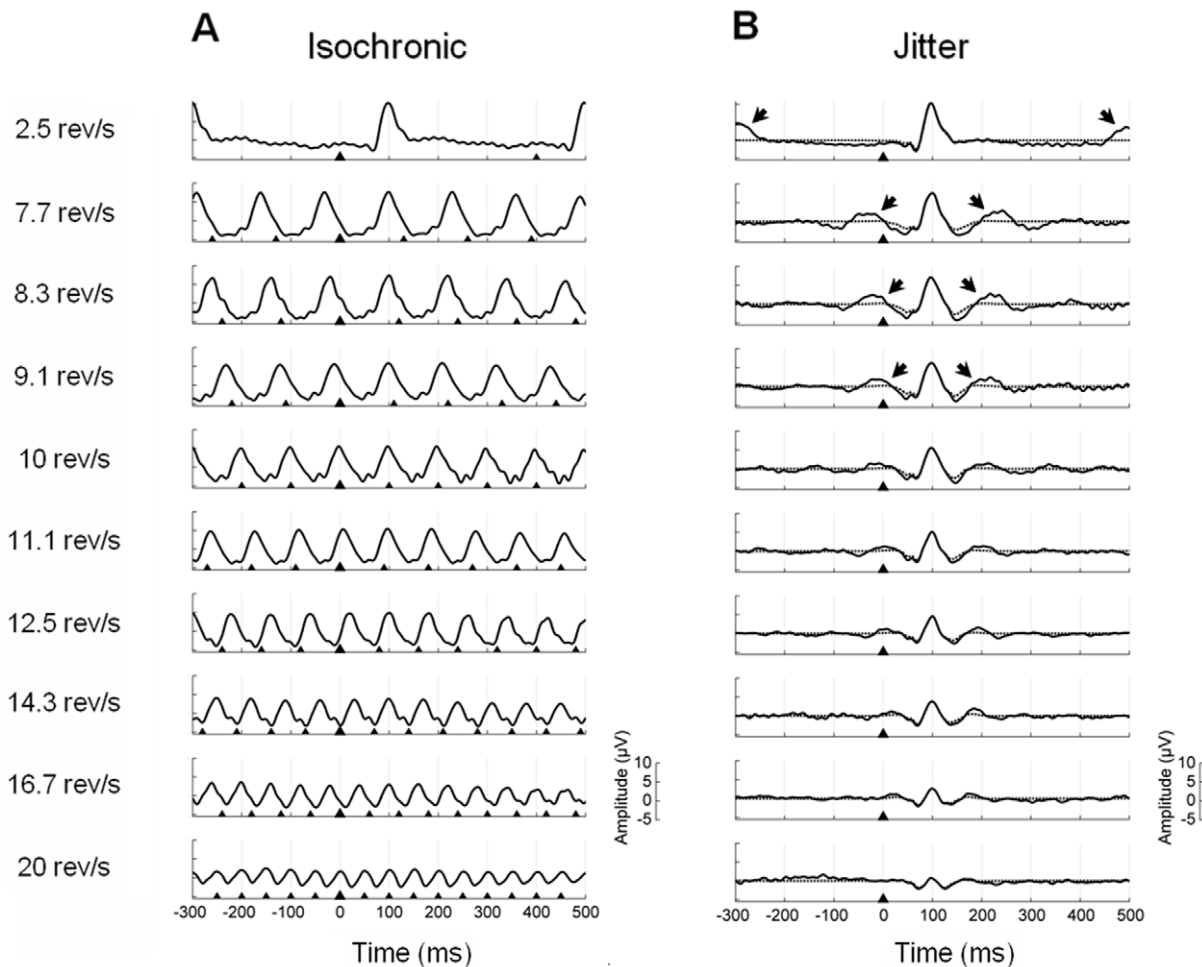 A
B
Isochronic
Jitter
2.5 rev/s
7.7 rev/s
8.3 rev/s
9.1 rev/s
10 rev/s
11.1 rev/s
12.5 rev/s
14.3 rev/s
16.7 rev/s
20 rev/s
Amplitude (µV)
10
5
0
-5
Amplitude (µV)
10
5
0
-5
-300 -200 -100 0 100 200 300 400 500
-300 -200 -100 0 100 200 300 400 500
Time (ms)
Time (ms)